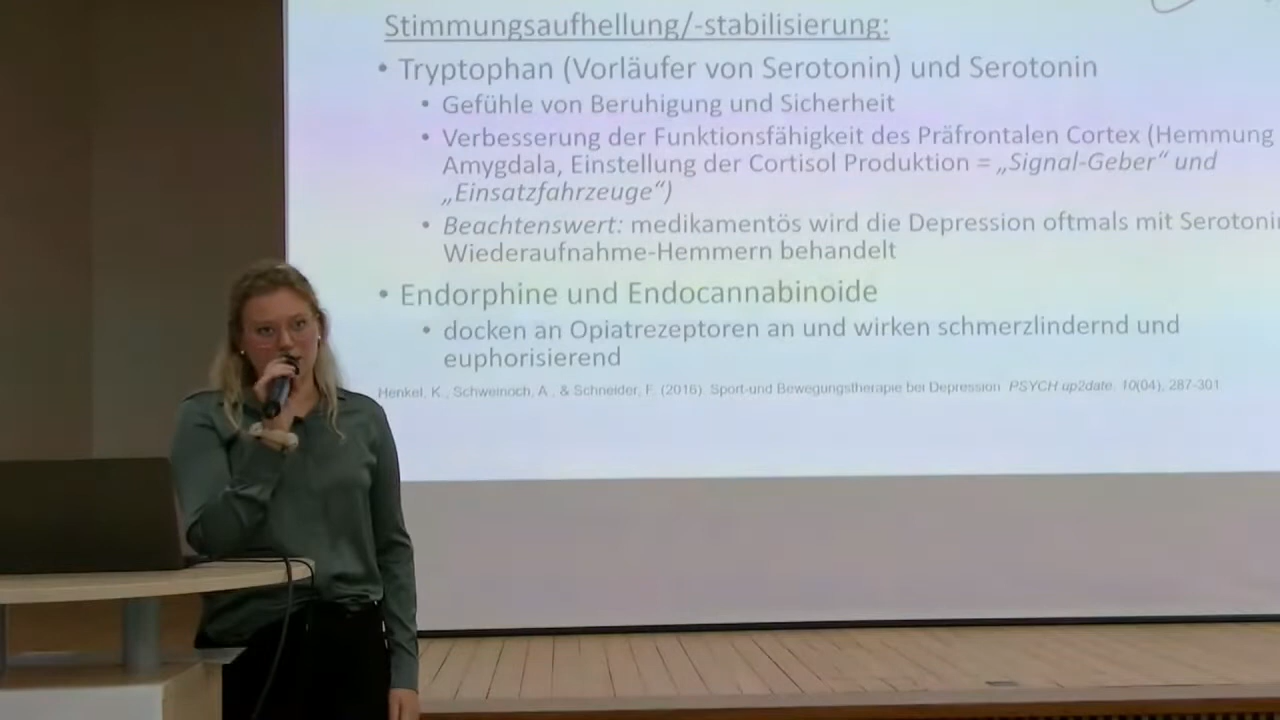 Stimmungsaufhellung/-stabilisierung:
• Tryptophan (Vorläufer von Serotonin) und Serotonin
• Gefühle von Beruhigung und Sicherheit
• Verbesserung der Funktionsfähigkeit des Präfrontalen Cortex (Hemmung
Amygdala, Einstellung der Cortisol Produktion = „Signal-Geber“ und
„Einsatzfahrzeuge“)
• Beachtenswert: medikamentös wird die Depression oftmals mit
Wiederaufnahme-Hemmern behandelt
• Endorphine und Endocannabinoide
• docken an Opiatrezeptoren an und wirken schmerzlindernd und
euphorisierend
Henkel, K., Schweinoch, A., & Schneider, F. (2016). Sport-und Bewegungstherapie bei Depression. PSYCH up2date, 10(04), 287-301